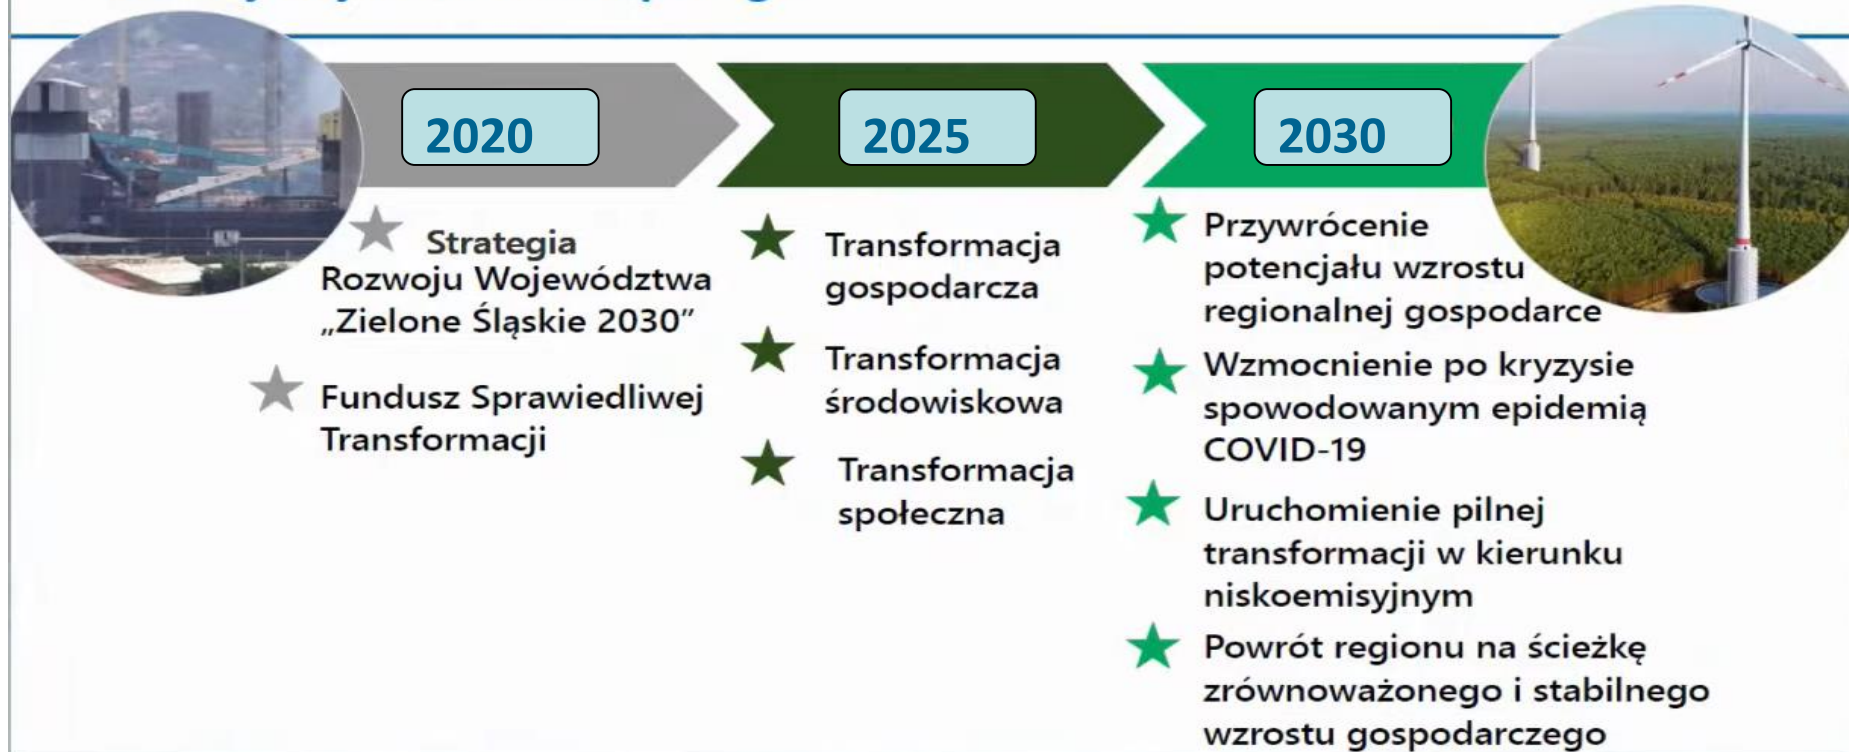 2020
Strategia
Rozwoju Województwa
„Zielone Śląskie 2030”
Fundusz Sprawiedliwej
Transformacji
2025
Transformacja
gospodarcza
Transformacja
środowiskowa
Transformacja
społeczna
2030
Przywrócenie
potencjału wzrostu
regionalnej gospodarce
Wzmocnienie po kryzysie
spowodowanym epidemią
COVID-19
Uruchomienie pilnej
transformacji w kierunku
niskoemisyjnym
Powrót regionu na ścieżkę
zrównoważonego i stabilnego
wzrostu gospodarczego